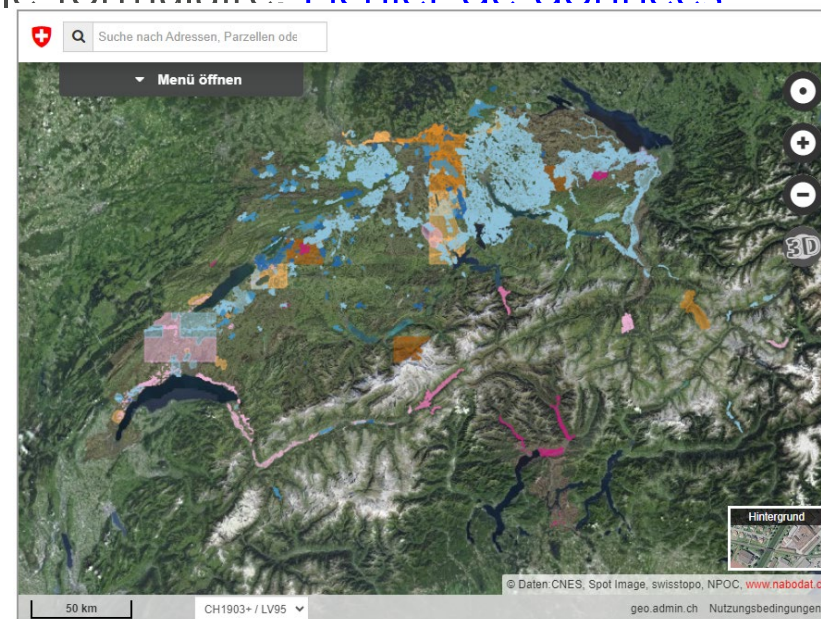 Suche nach Adressen, Parzellen ode
Menü öffnen
3D
Hintergrund
© Daten:CNES, Spot Image, swisstopo, NPOC, www.nabodat.c
50 km
CH1903+ / LV95
geo.admin.ch Nutzungsbedingungen